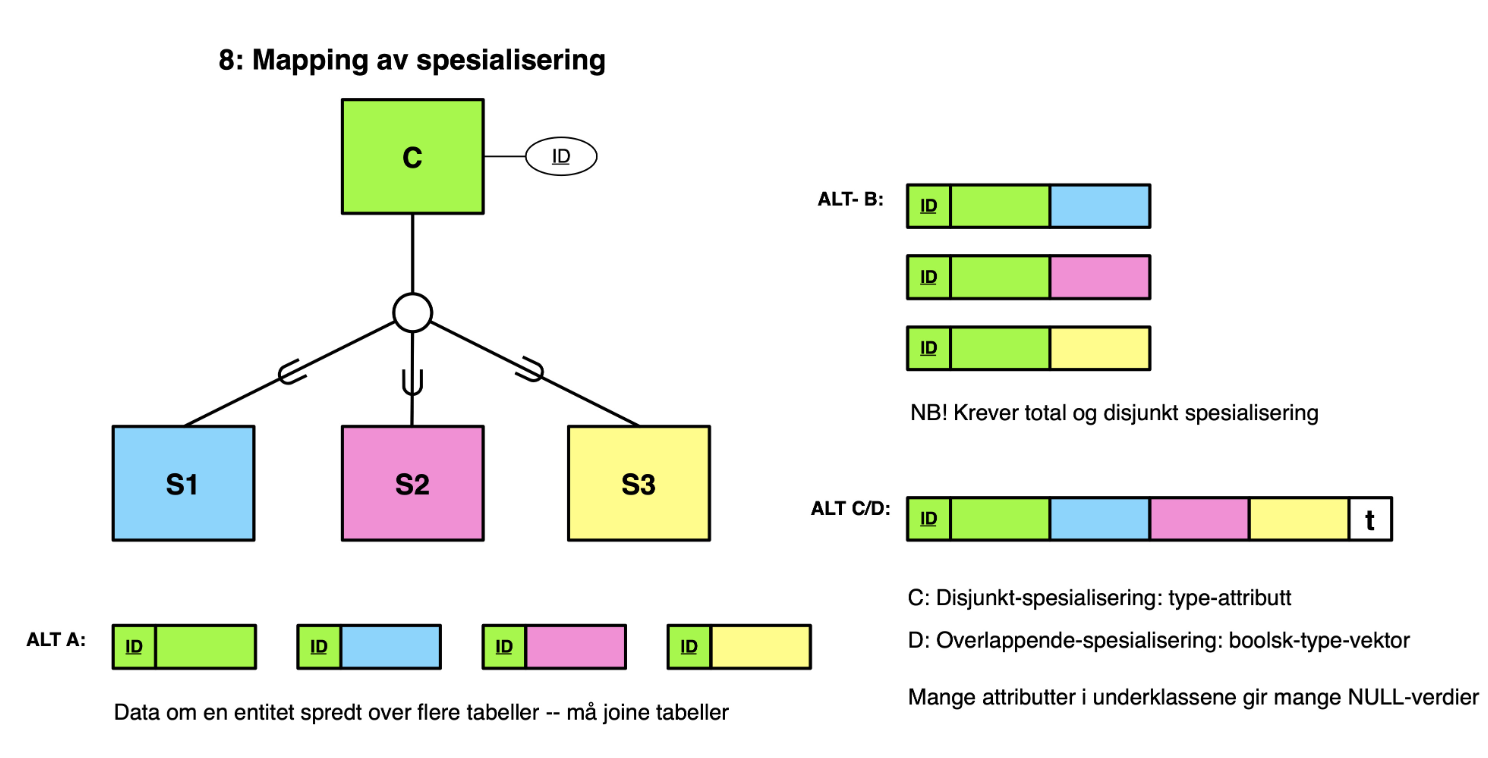 8: Mapping av spesialisering
C
ID
S1
S2
S3
ALT A:
ID
ID
ID
ID
Data om en entitet spredt over flere tabeller -- må joine tabeller
ALT- B:
ID
ID
ID
NB! Krever total og disjunkt spesialisering
ALT C/D:
ID
t
C: Disjunkt-spesialisering: type-attributt
D: Overlappende-spesialisering: boolsk-type-vektor
Mange attributter i underklassene gir mange NULL-verdier